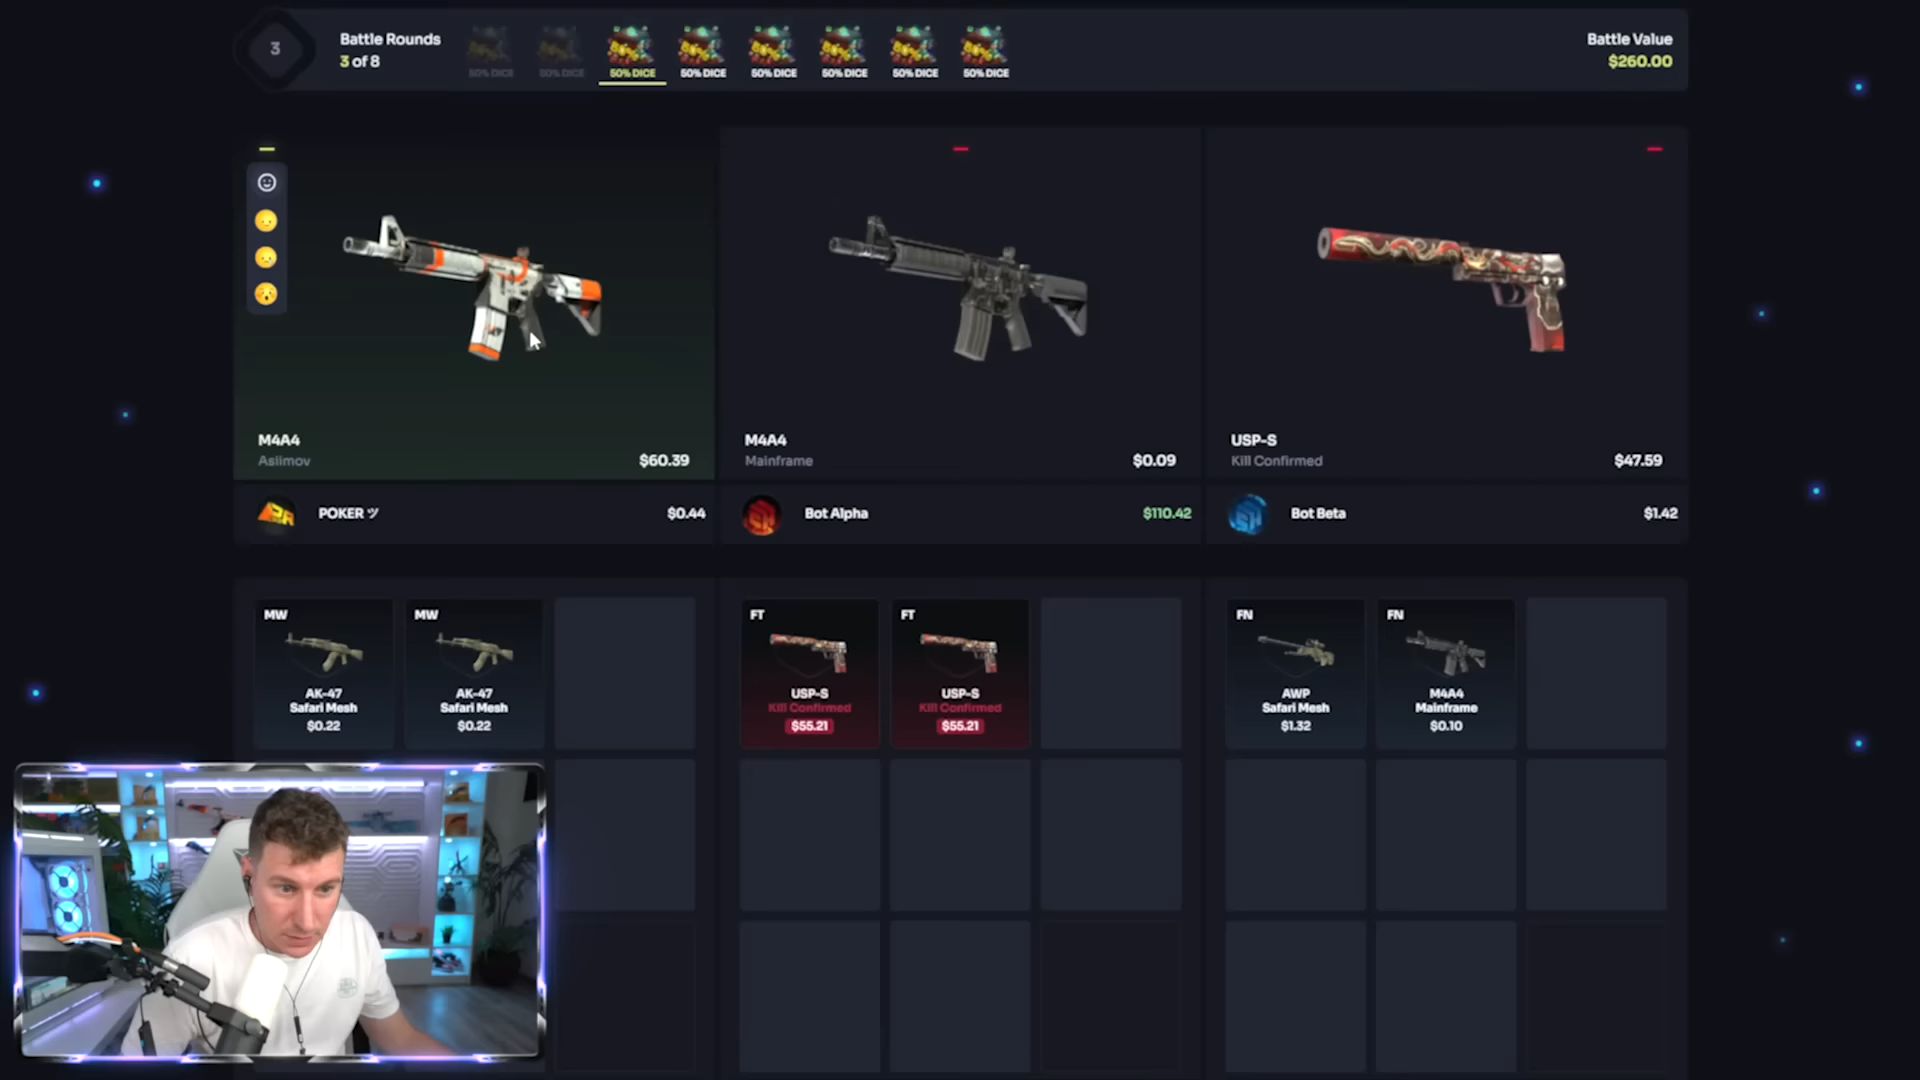 3
Battle Rounds
3 of 8
50% DICE
50% DICE
50% DICE
50% DICE
50% DICE
50% DICE
50% DICE
50% DICE
Battle Value
$260.00
M4A4
Asiimov
$60.39
M4A4
Mainframe
$0.09
USP-S
Kill Confirmed
$47.59
POKER ツ
$0.44
Bot Alpha
$110.42
Bot Beta
$1.42
MW
AK-47
Safari Mesh
$0.22
MW
AK-47
Safari Mesh
$0.22
FT
USP-S
Kill Confirmed
$55.21
FT
USP-S
Kill Confirmed
$55.21
FN
AWP
Safari Mesh
$1.32
FN
M4A4
Mainframe
$0.10